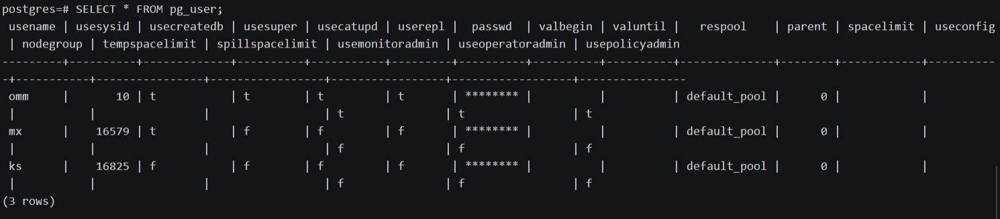 postgres=# SELECT * FROM pg_user;
 usename | usesysid | usecreatedb | usesuper | usecatupd | userepl |  passwd  | valbegin | valuntil |   respool    | parent | spacelimit | useconfig
 | nodegroup | tempspacelimit | spillspacelimit | usemonitoradmin | useoperatoradmin | usepolicyadmin
---------+----------+-------------+----------+-----------+---------+----------+----------+----------+--------------+--------+------------+----------
-+-----------+----------------+-----------------+-----------------+------------------+----------------
 omm     |       10 | t           | t        | t         | t       | ******** |          |          | default_pool |      0 |            |
 |           |                |                 | t               | t                | t
 mx      |    16579 | t           | f        | f         | f       | ******** |          |          | default_pool |      0 |            |
 |           |                |                 | f               | f                | f
 ks      |    16825 | f           | f        | f         | f       | ******** |          |          | default_pool |      0 |            |
 |           |                |                 | f               | f                | f
(3 rows)